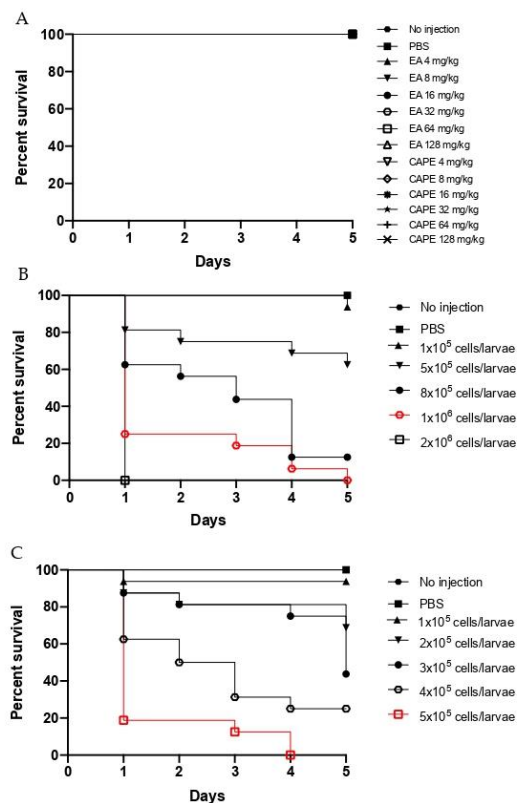 A
Percent survival
100
80
60
40
20
0
0 1 2 3 4 5
Days
No injection
PBS
EA 4 mg/kg
EA 8 mg/kg
EA 16 mg/kg
EA 32 mg/kg
EA 64 mg/kg
EA 128 mg/kg
CAPE 4 mg/kg
CAPE 8 mg/kg
CAPE 16 mg/kg
CAPE 32 mg/kg
CAPE 64 mg/kg
CAPE 128 mg/kg
B
Percent survival
100
80
60
40
20
0
0 1 2 3 4 5
Days
No injection
PBS
1x10⁵ cells/larvae
5x10⁵ cells/larvae
8x10⁵ cells/larvae
1x10⁶ cells/larvae
2x10⁶ cells/larvae
C
Percent survival
100
80
60
40
20
0
0 1 2 3 4 5
Days
No injection
PBS
1x10⁵ cells/larvae
2x10⁵ cells/larvae
3x10⁵ cells/larvae
4x10⁵ cells/larvae
5x10⁵ cells/larvae